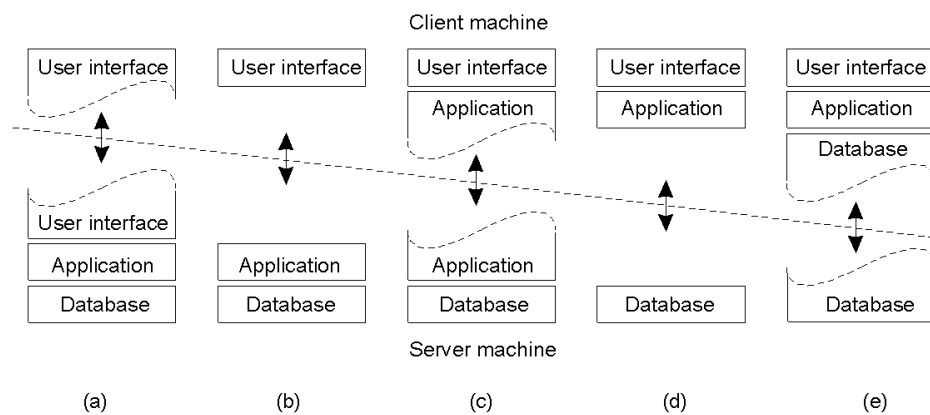 Client machine
User interface User interface User interface User interface User interface
Application Application Application
Database
User interface
Application Application Application
Database Database Database Database Database
Server machine
(a) (b) (c) (d) (e)